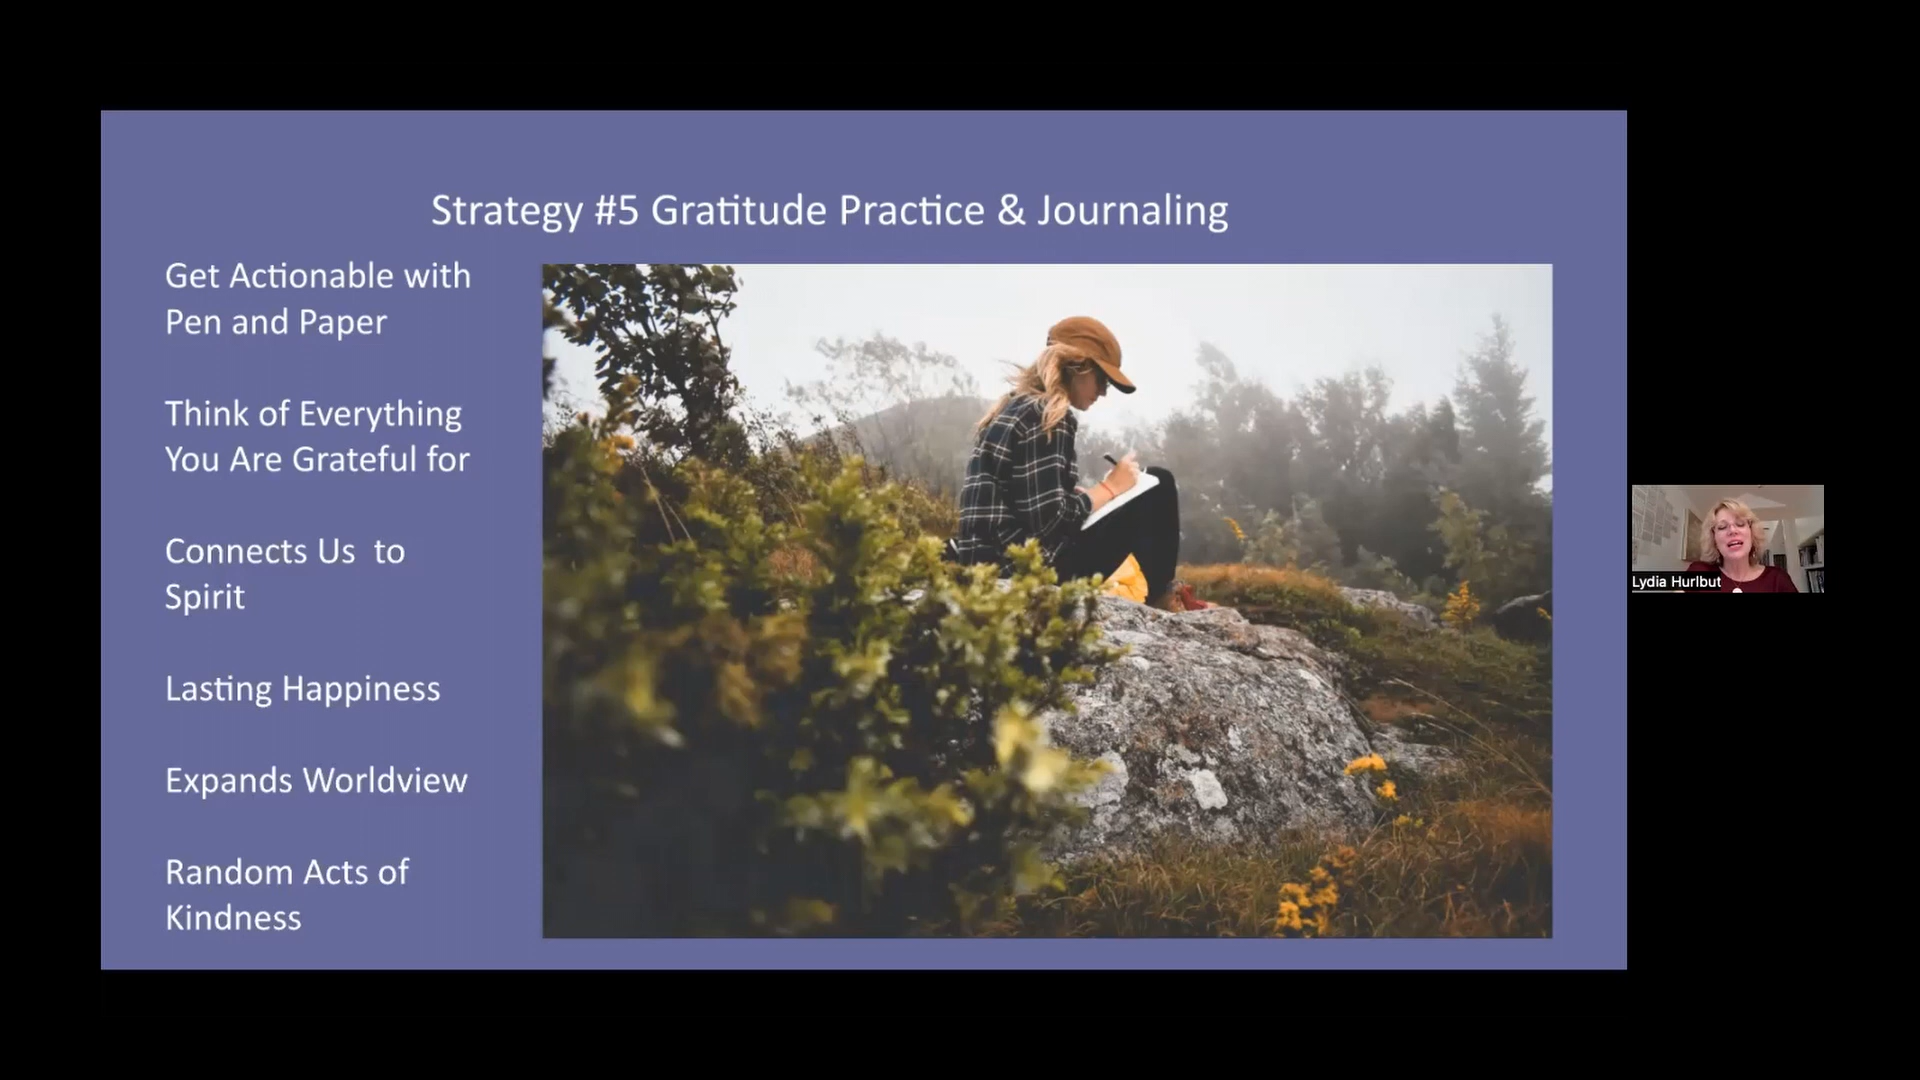 Strategy #5 Gratitude Practice & Journaling
Get Actionable with
Pen and Paper
Think of Everything
You Are Grateful for
Connects Us  to
Spirit
Lasting Happiness
Expands Worldview
Random Acts of
Kindness
Lydia Hurlbut